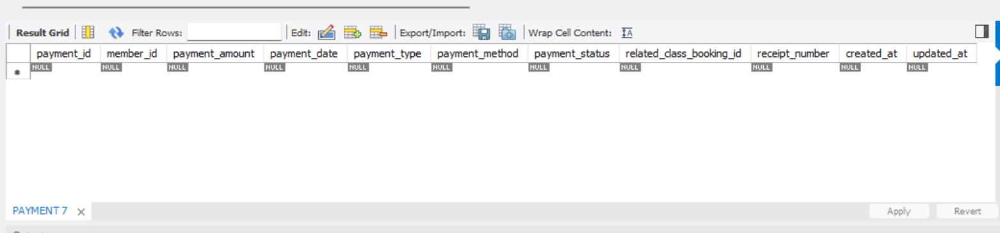 Result Grid Filter Rows: Edit: Export/Import: Wrap Cell Content: IA
payment_id member_id payment_amount payment_date payment_type payment_method payment_status related_class_booking_id receipt_number created_at updated_at
NULL NULL NULL NULL NULL NULL NULL NULL NULL NULL NULL
PAYMENT 7
Apply Revert